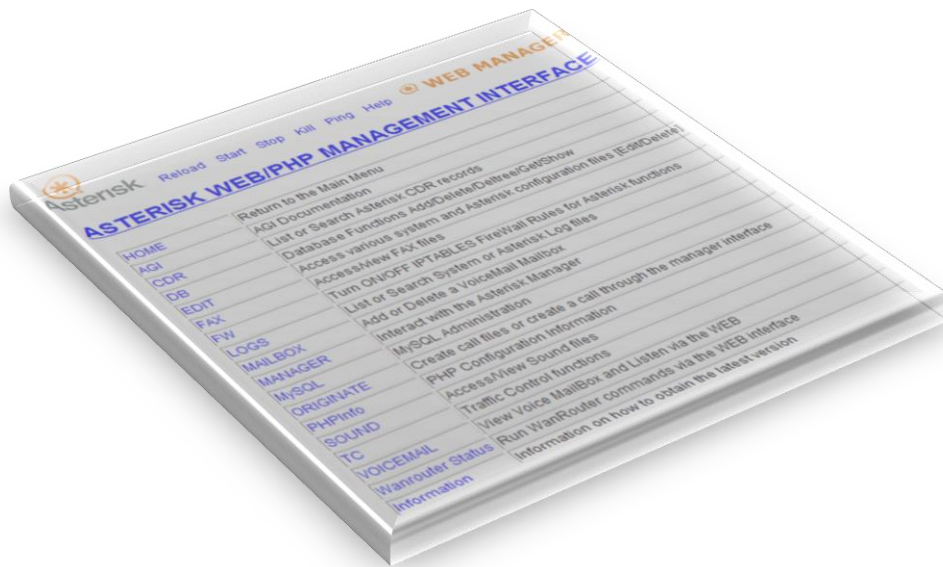 Asterisk Reload Start Stop Kill Ping Help WEB MANAGER
ASTERISK WEB/PHP MANAGEMENT INTERFACE
HOME Return to the Main Menu
AGI AGI Documentation
CDR List or Search Asterisk CDR records
DB Database Functions Add/Delete/Deltree/Get/Show
EDIT Access various system and Asterisk configuration files [Edit/Delete]
FAX Access/view FAX files
FW Turn ON/OFF IPTABLES FireWall Rules for Asterisk functions
LOGS List or Search System or Asterisk Log files
MAILBOX Add or Delete a VoiceMail Mailbox
MANAGER Interact with the Asterisk Manager
MySQL MySQL Administration
ORIGINATE Create call files or create a call through the manager interface
PHPInfo PHP Configuration Information
SOUND Access/View Sound files
TC Traffic Control functions
VOICEMAIL View Voice MailBox and Listen via the WEB
Wanrouter Status Run WanRouter commands via the WEB interface
Information Information on how to obtain the latest version